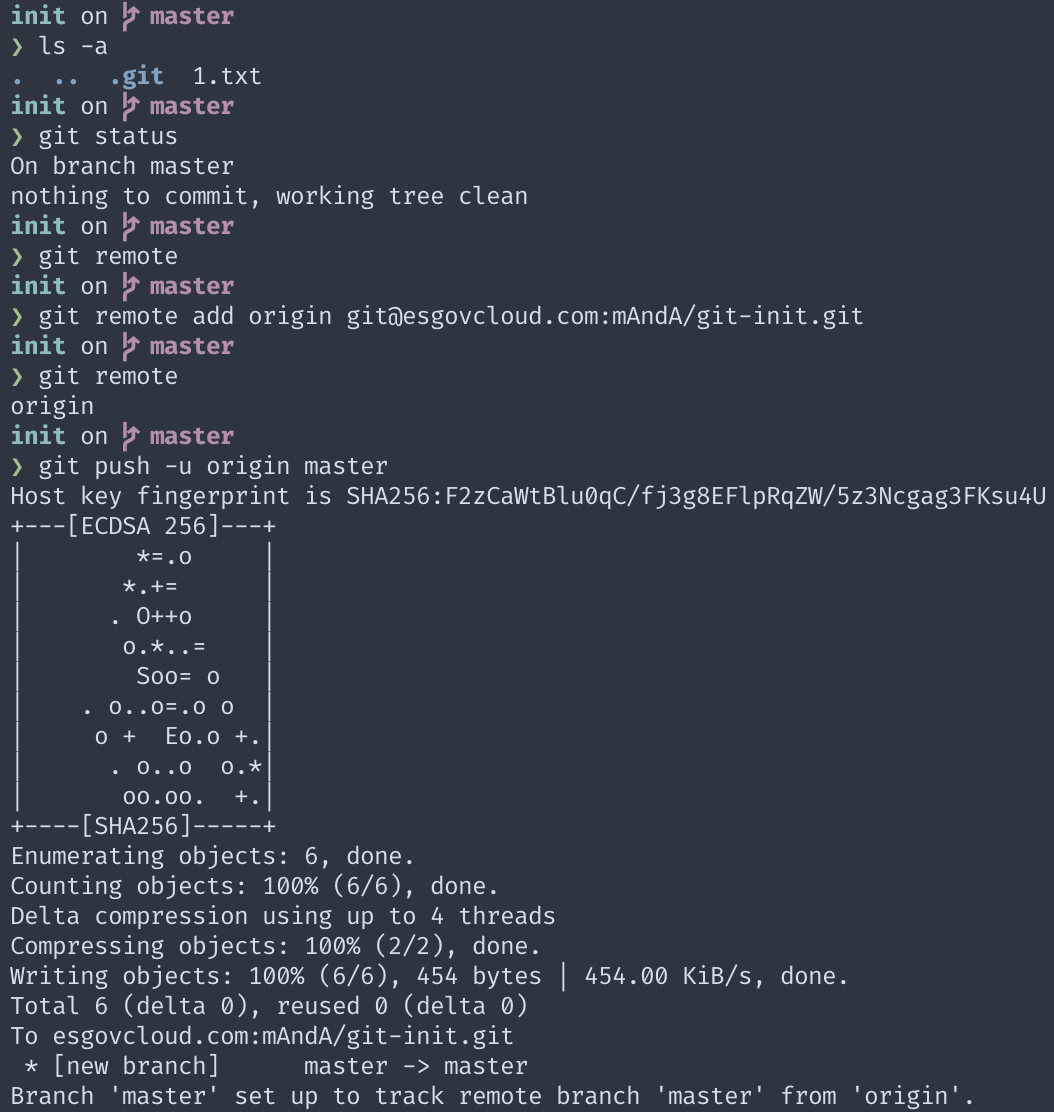 init on master
❯ ls -a
.  ..  .git  1.txt
init on master
❯ git status
On branch master
nothing to commit, working tree clean
init on master
❯ git remote
init on master
❯ git remote add origin git@esgovcloud.com:mAndA/git-init.git
init on master
❯ git remote
origin
init on master
❯ git push -u origin master
Host key fingerprint is SHA256:F2zCaWtBlu0qC/fj3g8EFlpRqZW/5z3Ncgag3FKsu4U
+---[ECDSA 256]---+
|        *=.o     |
|       *.+=      |
|      . O++o     |
|       o.*..=    |
|        Soo= o   |
|    . o..o=.o o  |
|     o +  Eo.o +.|
|      . o..o  o.*|
|       oo.oo.  +.|
+----[SHA256]-----+
Enumerating objects: 6, done.
Counting objects: 100% (6/6), done.
Delta compression using up to 4 threads
Compressing objects: 100% (2/2), done.
Writing objects: 100% (6/6), 454 bytes | 454.00 KiB/s, done.
Total 6 (delta 0), reused 0 (delta 0)
To esgovcloud.com:mAndA/git-init.git
 * [new branch]      master -> master
Branch 'master' set up to track remote branch 'master' from 'origin'.